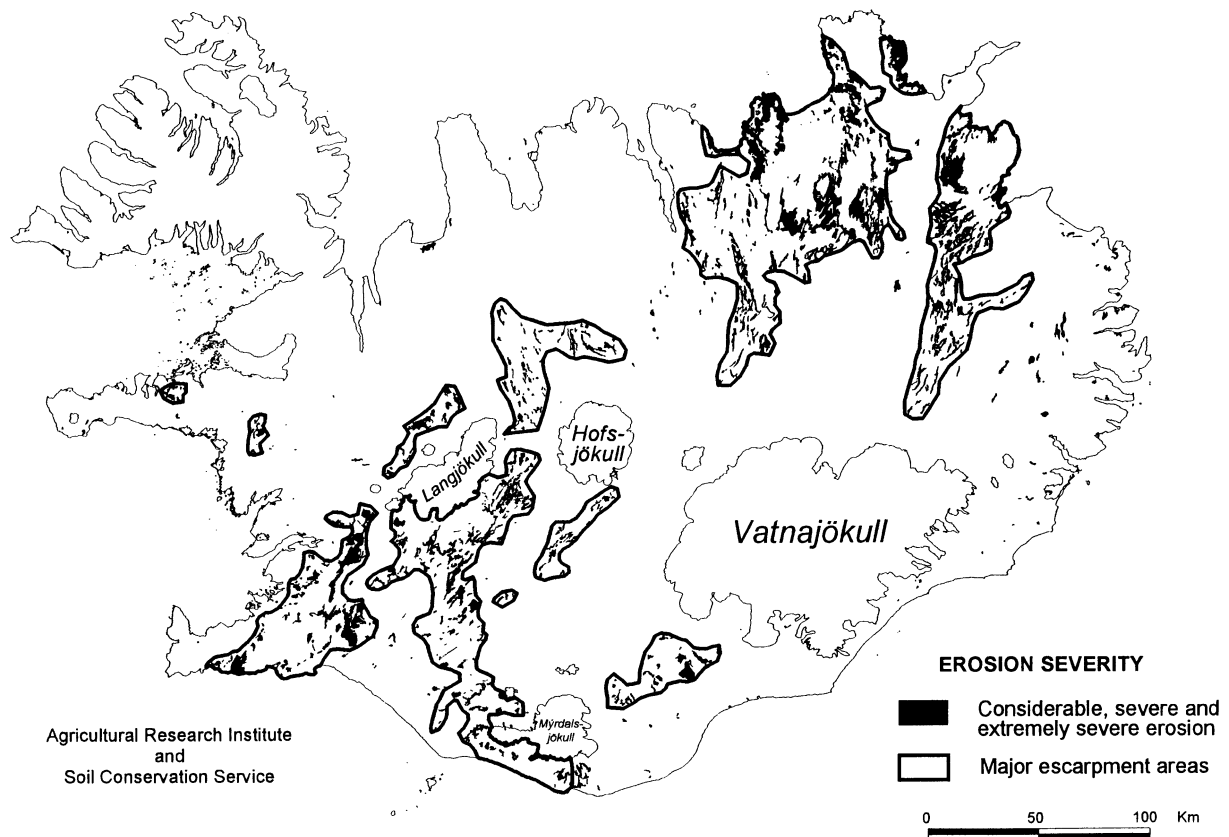 Hofs-
jökull
Langjökull
Vatnajökull
Mýrdals-
jökull
EROSION SEVERITY
Considerable, severe and
extremely severe erosion
Major escarpment areas
Agricultural Research Institute
and
Soil Conservation Service
0 50 100 Km